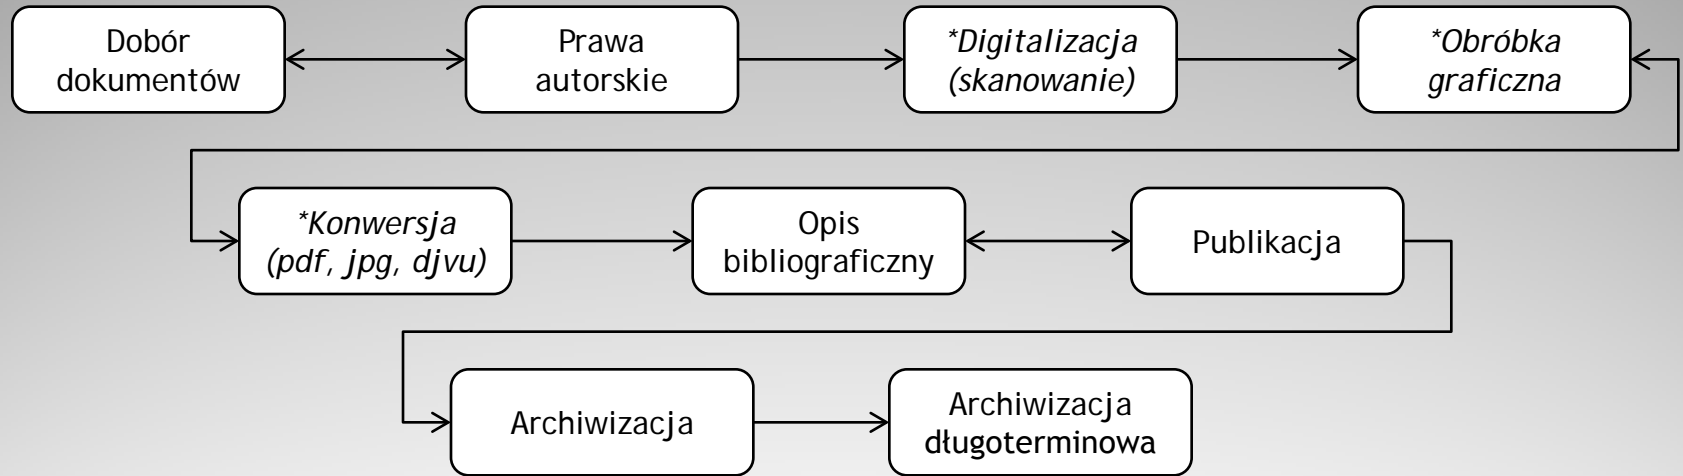 Dobór
dokumentów
Prawa
autorskie
*Digitalizacja
(skanowanie)
*Obróbka
graficzna
*Konwersja
(pdf, jpg, djvu)
Opis
bibliograficzny
Publikacja
Archiwizacja
Archiwizacja
długoterminowa